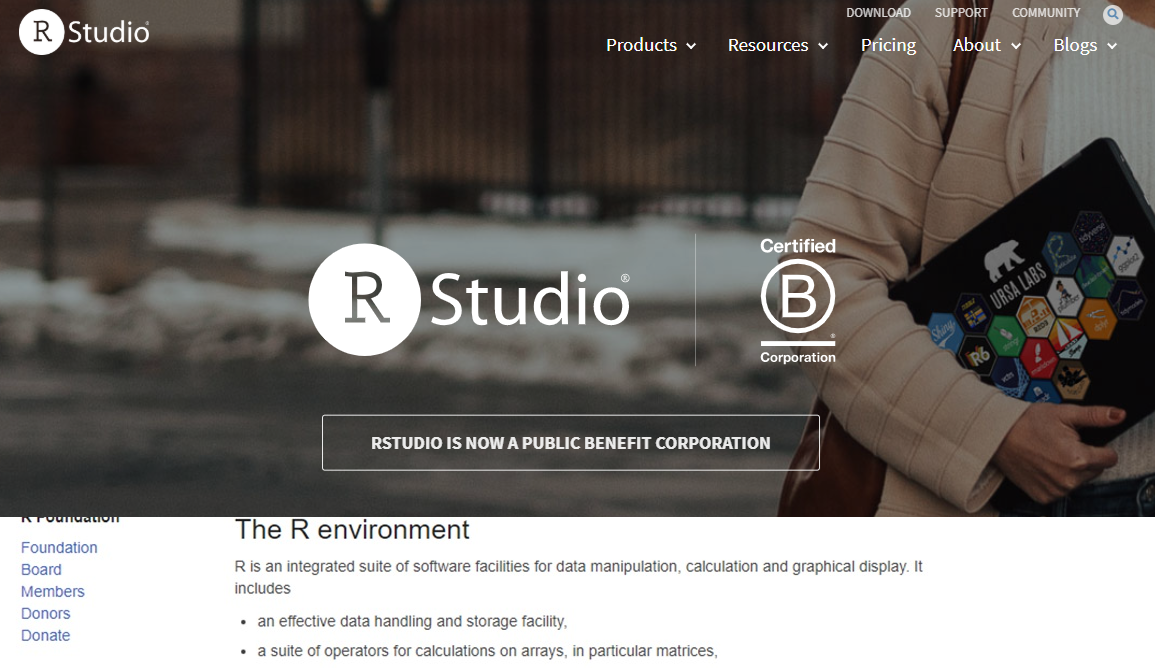 R Studio®
DOWNLOAD SUPPORT COMMUNITY
Products Resources Pricing About Blogs
R Studio®
Certified
B
®
Corporation
URSA LABS
tidyverse
ggplot2
R6
RSTUDIO IS NOW A PUBLIC BENEFIT CORPORATION
R Foundation
Foundation
Board
Members
Donors
Donate
The R environment
R is an integrated suite of software facilities for data manipulation, calculation and graphical display. It
includes
• an effective data handling and storage facility,
• a suite of operators for calculations on arrays, in particular matrices,